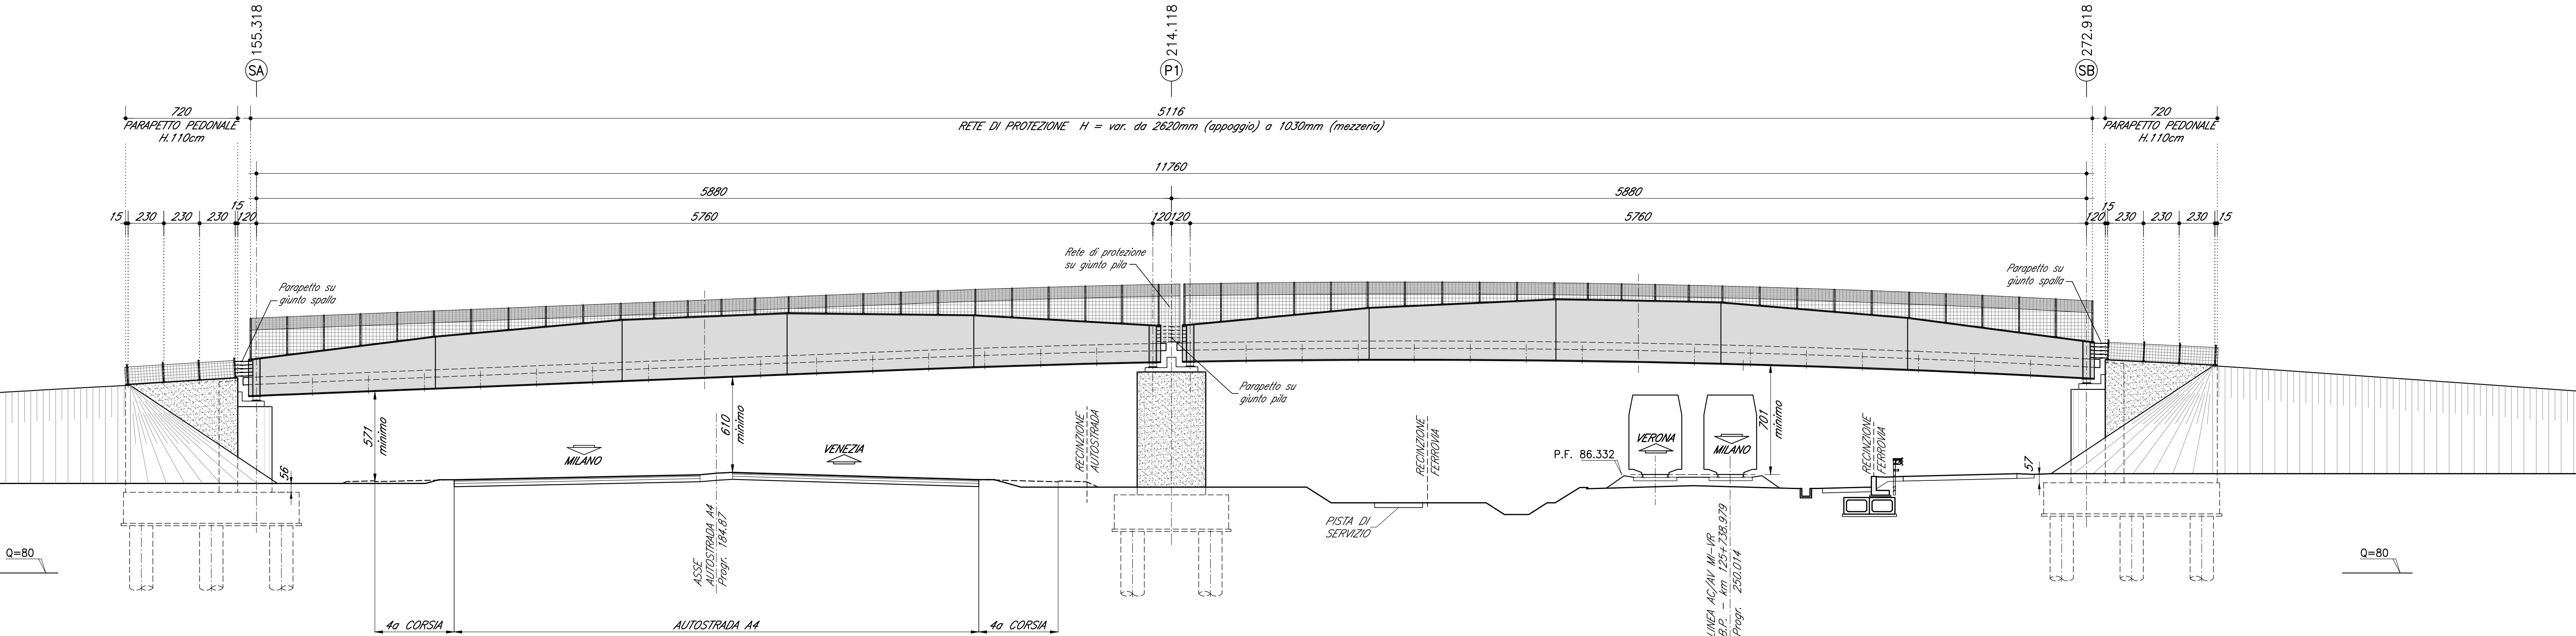 155.318
SA
214.118
P1
272.918
SB
720
PARAPETTO PEDONALE
H.110cm
5116
RETE DI PROTEZIONE H = var. da 2620mm (appoggio) a 1030mm (mezzeria)
720
PARAPETTO PEDONALE
H.110cm
11760
5880
5880
15
230
230
230
15
120
5760
120
120
5760
120
15
230
230
230
15
Parapetto su
giunto spalla
Rete di protezione
su giunto pila
Parapetto su
giunto spalla
Parapetto su
giunto pila
571
minimo
56
MILANO
610
minimo
VENEZIA
RECINZIONE
AUTOSTRADA
RECINZIONE
FERROVIA
P.F. 86.332
VERONA
MILANO
701
minimo
RECINZIONE
FERROVIA
57
PISTA DI
SERVIZIO
Q=80
Q=80
ASSE
AUTOSTRADA A4
Progr. 184.87
LINEA AC/AV MI-VR
B.P. - km 125+738.979
Progr. 250.014
4a CORSIA
AUTOSTRADA A4
4a CORSIA